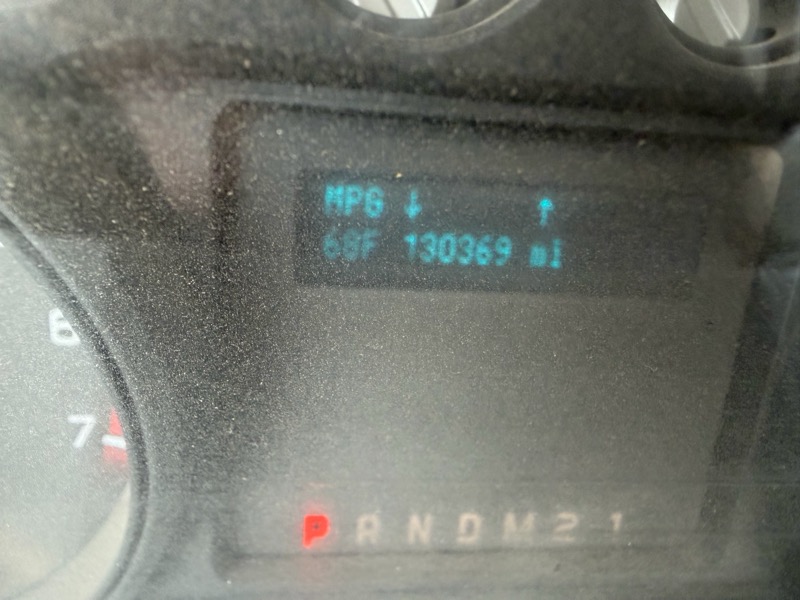 MPG ↓ ↑
68F 130369 mi
6
7
P R N D M 2 1